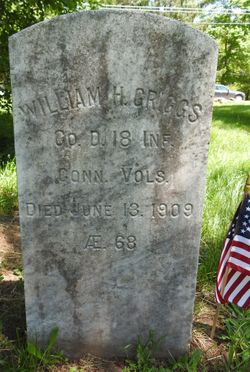 WILLIAM H. GRIGGS
CO. D. 18 INF.
CONN. VOLS.
DIED JUNE 13. 1909
Æ. 68